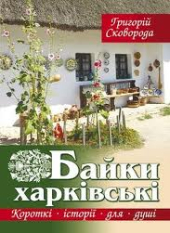 Григорій
Сковорода
Байки
харківські
Короткі · історії · для · душі